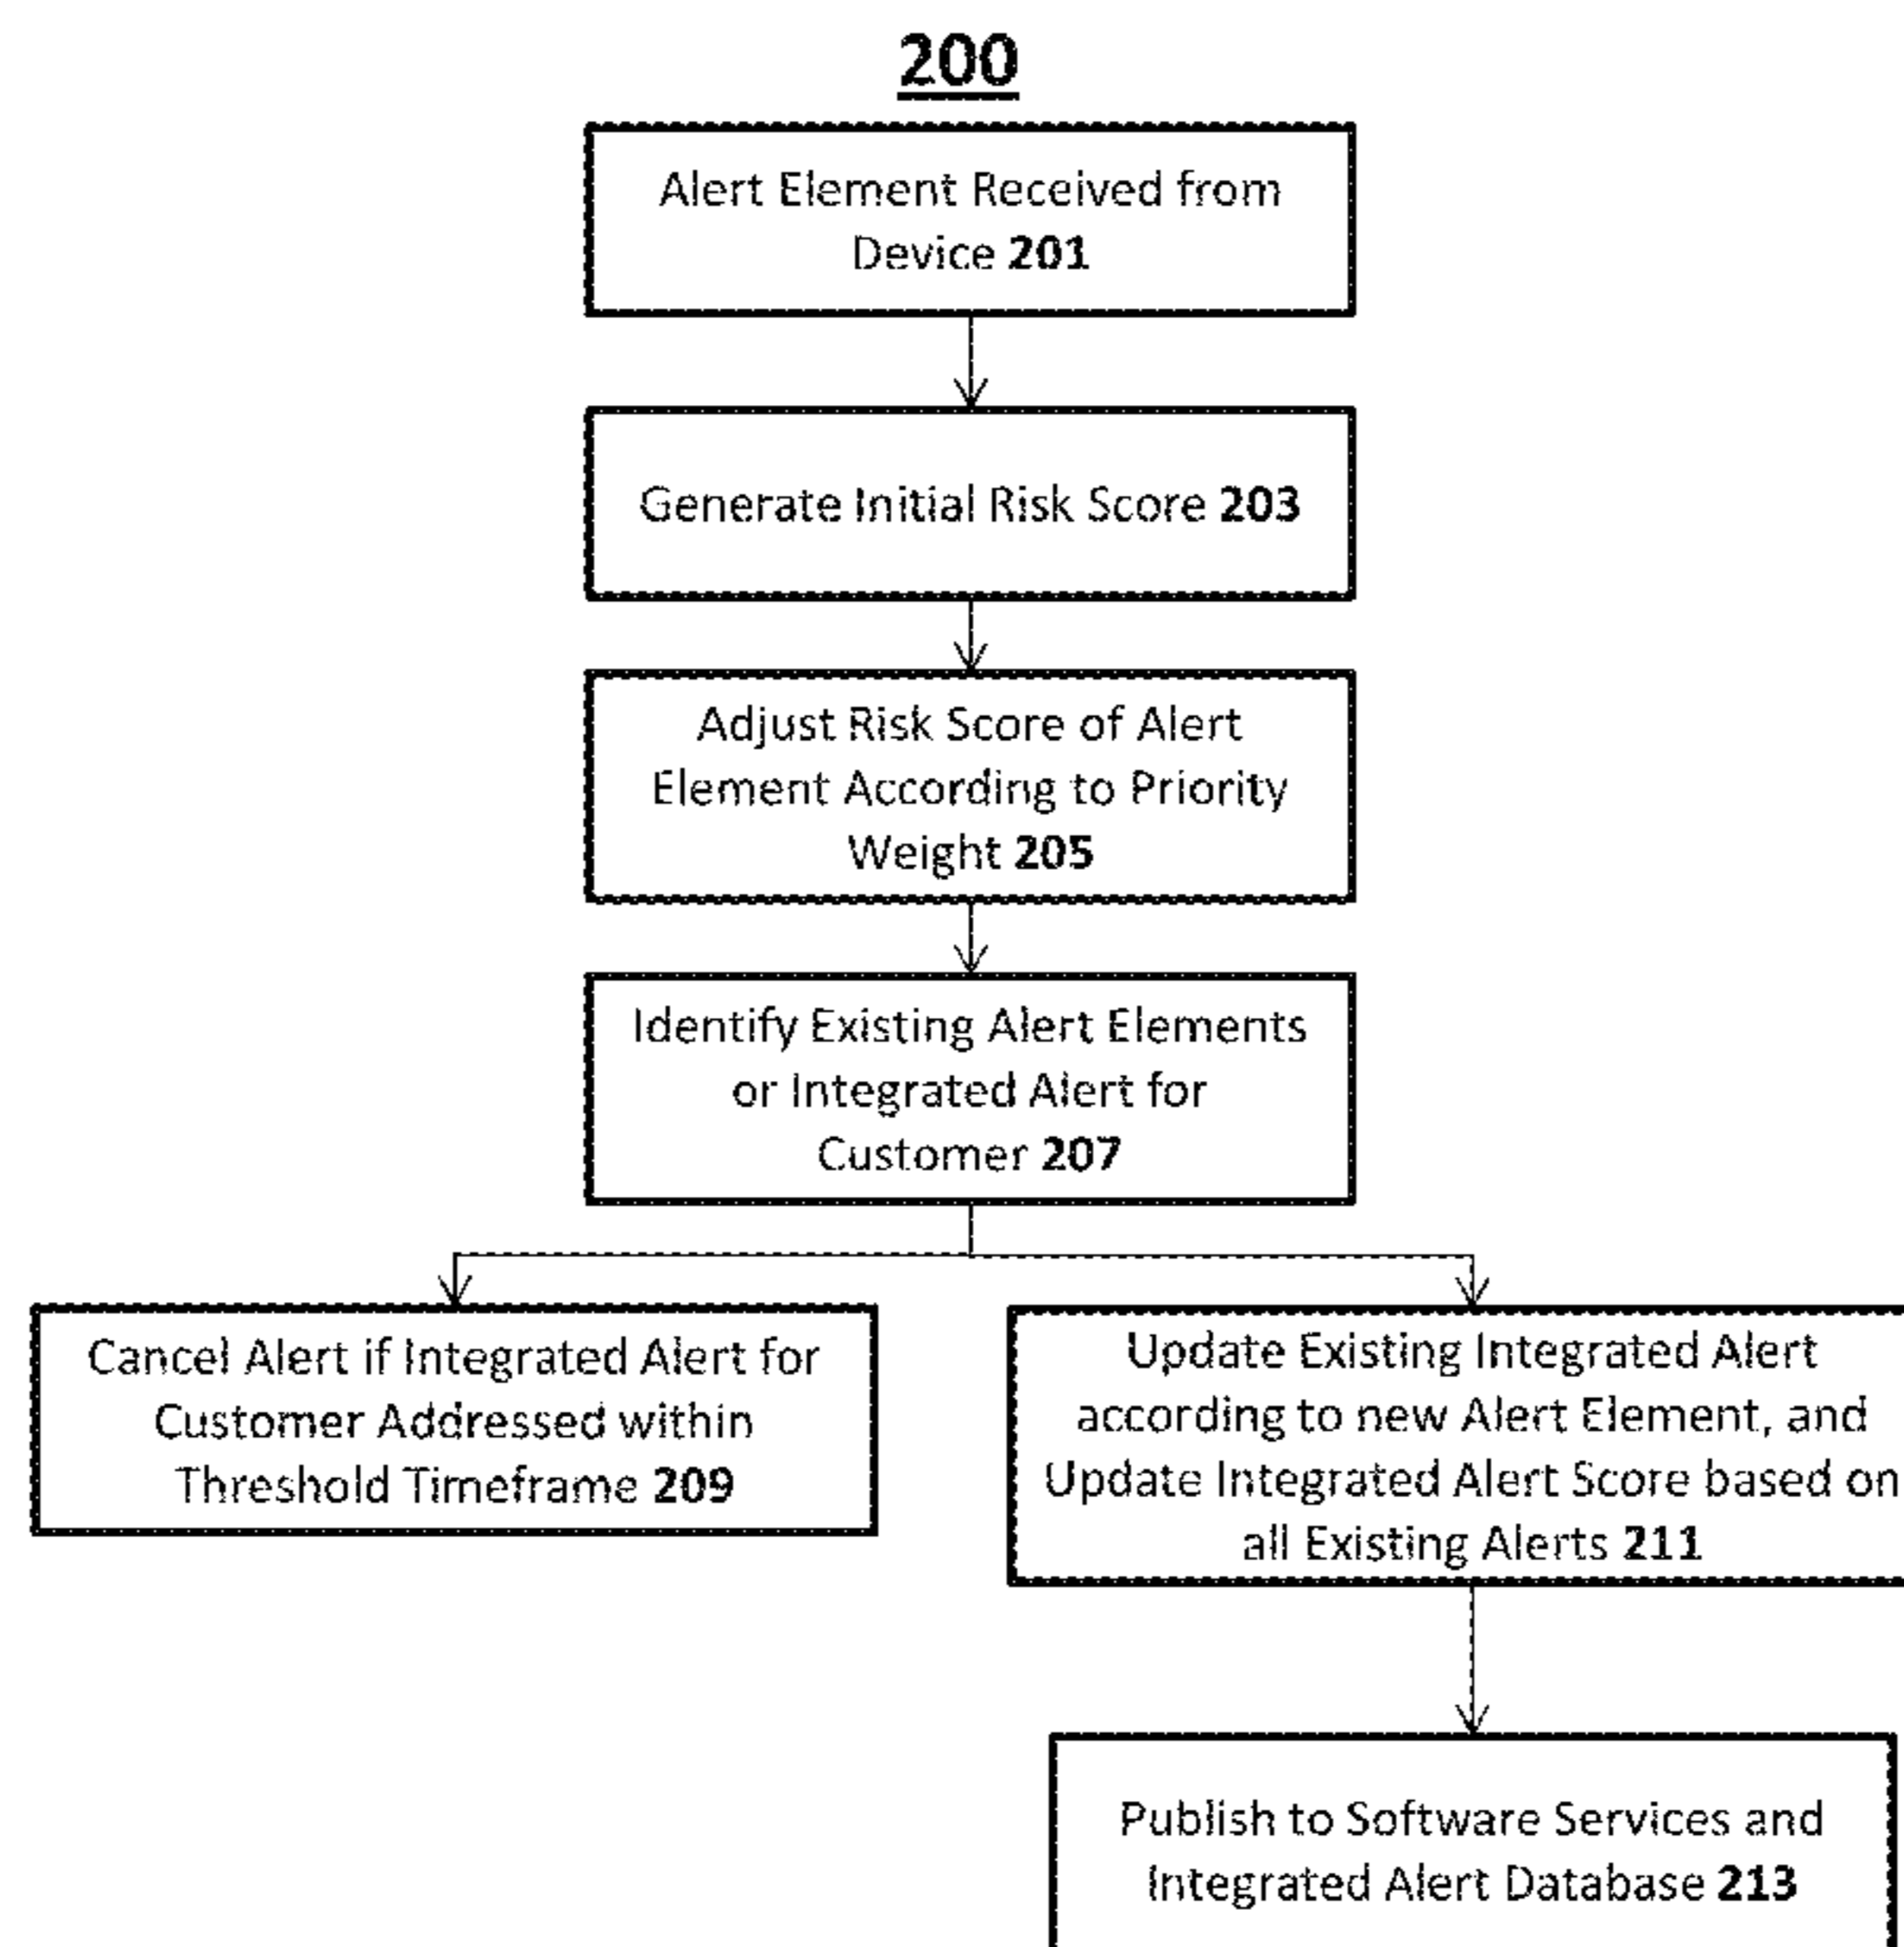 200
Alert Element Received from
Device 201
Generate Initial Risk Score 203
Adjust Risk Score of Alert
Element According to Priority
Weight 205
Identify Existing Alert Elements
or Integrated Alert for
Customer 207
Cancel Alert if Integrated Alert for
Customer Addressed within
Threshold Timeframe 209
Update Existing Integrated Alert
according to new Alert Element, and
Update Integrated Alert Score based on
all Existing Alerts 211
Publish to Software Services and
Integrated Alert Database 213